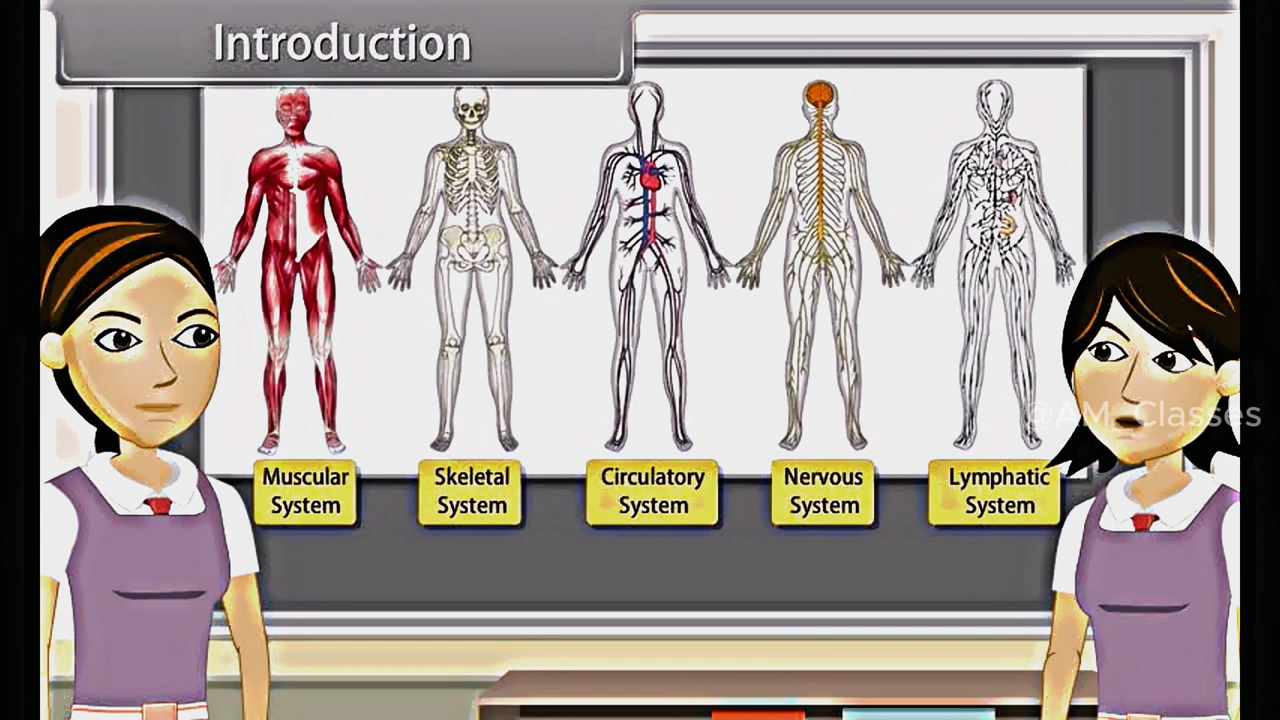 Introduction
Muscular
System
Skeletal
System
Circulatory
System
Nervous
System
Lymphatic
System
@AM_Classes